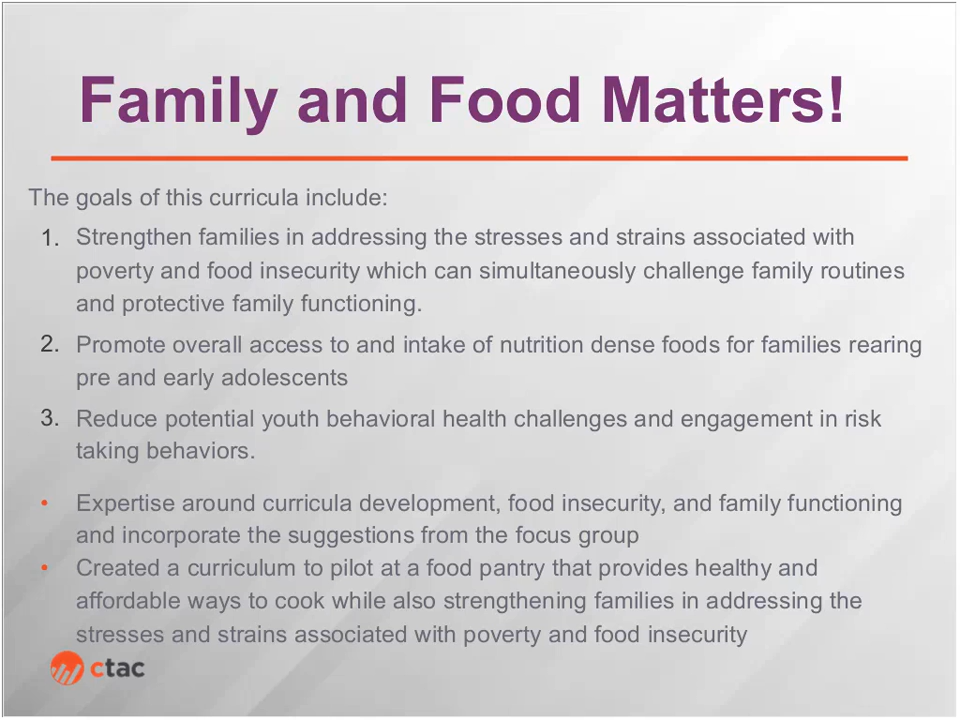 Family and Food Matters!
The goals of this curricula include:
1. Strengthen families in addressing the stresses and strains associated with
poverty and food insecurity which can simultaneously challenge family routines
and protective family functioning.
2. Promote overall access to and intake of nutrition dense foods for families rearing
pre and early adolescents
3. Reduce potential youth behavioral health challenges and engagement in risk
taking behaviors.
• Expertise around curricula development, food insecurity, and family functioning
and incorporate the suggestions from the focus group
• Created a curriculum to pilot at a food pantry that provides healthy and
affordable ways to cook while also strengthening families in addressing the
stresses and strains associated with poverty and food insecurity
ctac